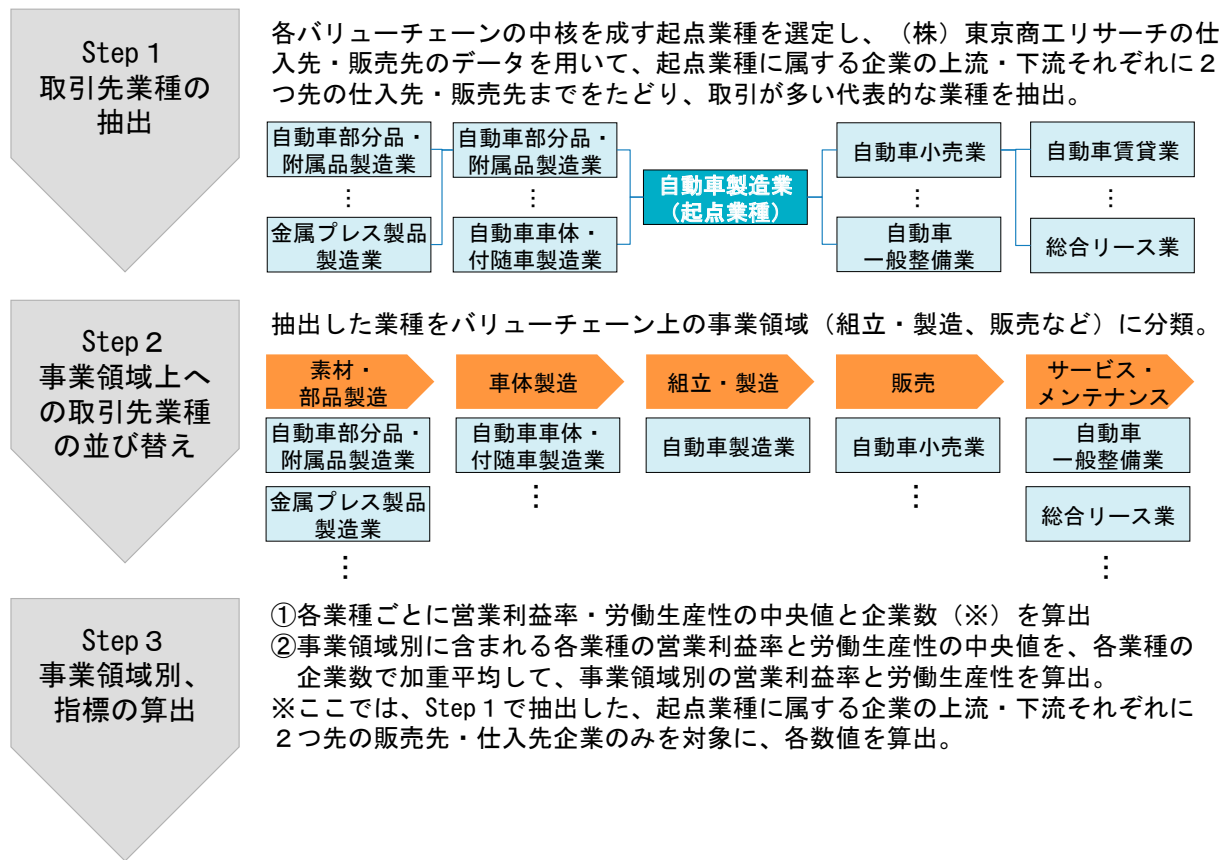 Step１
取引先業種の
抽出
各バリューチェーンの中核を成す起点業種を選定し、（株）東京商工リサーチの仕
入先・販売先のデータを用いて、起点業種に属する企業の上流・下流それぞれに２
つ先の仕入先・販売先までをたどり、取引が多い代表的な業種を抽出。
自動車部分品・
附属品製造業
⋮
金属プレス製品
製造業
自動車部分品・
附属品製造業
⋮
自動車車体・
付随車製造業
自動車製造業
（起点業種）
自動車小売業
⋮
自動車
一般整備業
自動車賃貸業
⋮
総合リース業
Step２
事業領域上へ
の取引先業種
の並び替え
抽出した業種をバリューチェーン上の事業領域（組立・製造、販売など）に分類。
素材・
部品製造
車体製造
組立・製造
販売
サービス・
メンテナンス
自動車部分品・
附属品製造業
金属プレス製品
製造業
⋮
自動車車体・
付随車製造業
⋮
自動車製造業
自動車小売業
⋮
自動車
一般整備業
総合リース業
⋮
Step３
事業領域別、
指標の算出
①各業種ごとに営業利益率・労働生産性の中央値と企業数（※）を算出
②事業領域別に含まれる各業種の営業利益率と労働生産性の中央値を、各業種の
企業数で加重平均して、事業領域別の営業利益率と労働生産性を算出。
※ここでは、Step１で抽出した、起点業種に属する企業の上流・下流それぞれに
２つ先の販売先・仕入先企業のみを対象に、各数値を算出。